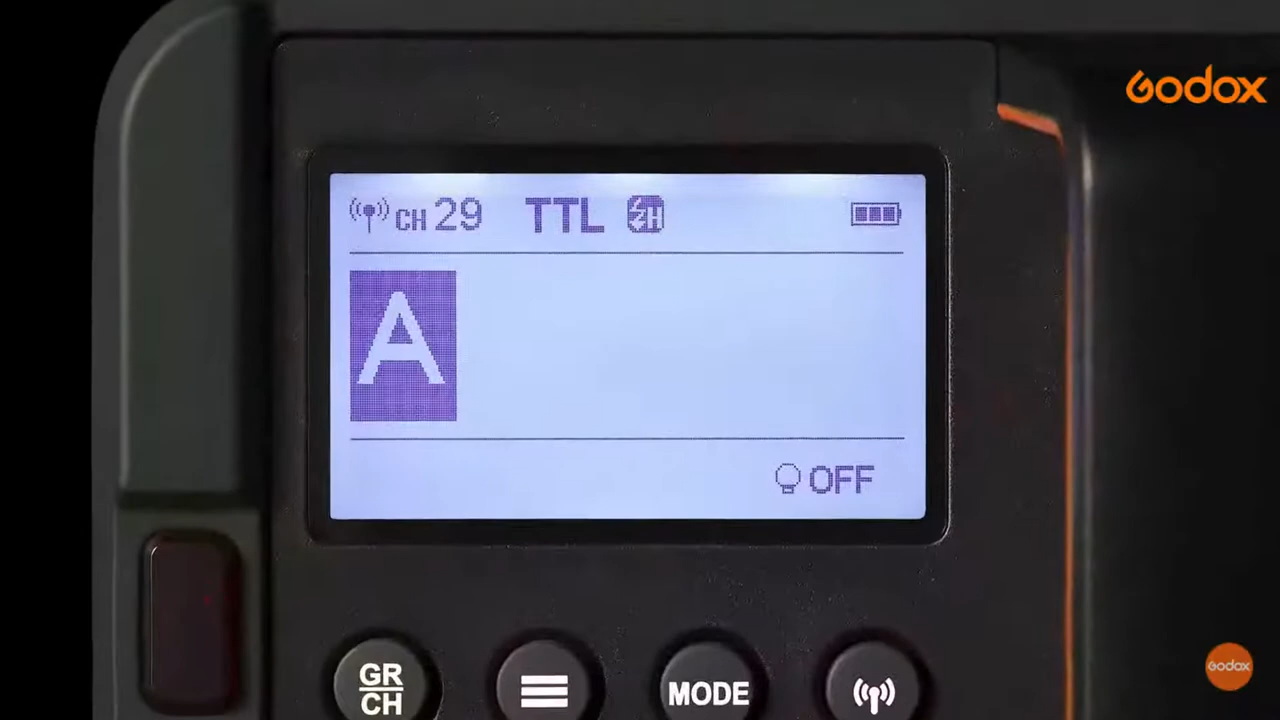 Godox
CH 29 TTL H
A
OFF
GR
CH
MODE
Godox